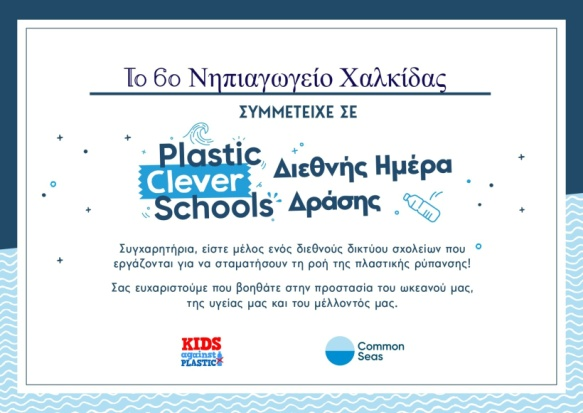 Το 6ο Νηπιαγωγείο Χαλκίδας
ΣΥΜΜΕΤΕΙΧΕ ΣΕ
Plastic
Clever
Schools
Διεθνής Ημέρα
Δράσης
Συγχαρητήρια, είστε μέλος ενός διεθνούς δικτύου σχολείων που
εργάζονται για να σταματήσουν τη ροή της πλαστικής ρύπανσης!
Σας ευχαριστούμε που βοηθάτε στην προστασία του ωκεανού μας,
της υγείας μας και του μέλλοντός μας.
KIDS
against
PLASTIC
Common
Seas